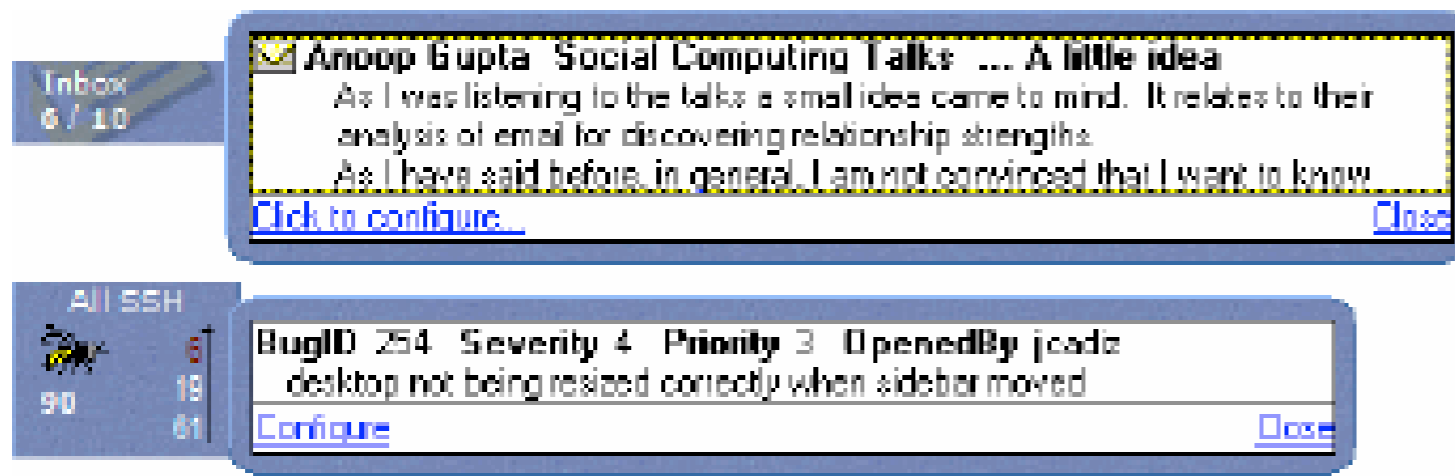 Inbox
6 / 10
Anoop Gupta Social Computing Talks ... A little idea
As I was listening to the talks a small idea came to mind. It relates to their
analysis of email for discovering relationship strengths.
As I have said before, in general, I am not convinced that I want to know
Click to configure...
Close
All SSH
6
19
61
90
BugID 254 Severity 4 Priority 3 OpenedBy jcadiz
desktop not being resized correctly when sidebar moved
Configure
Close